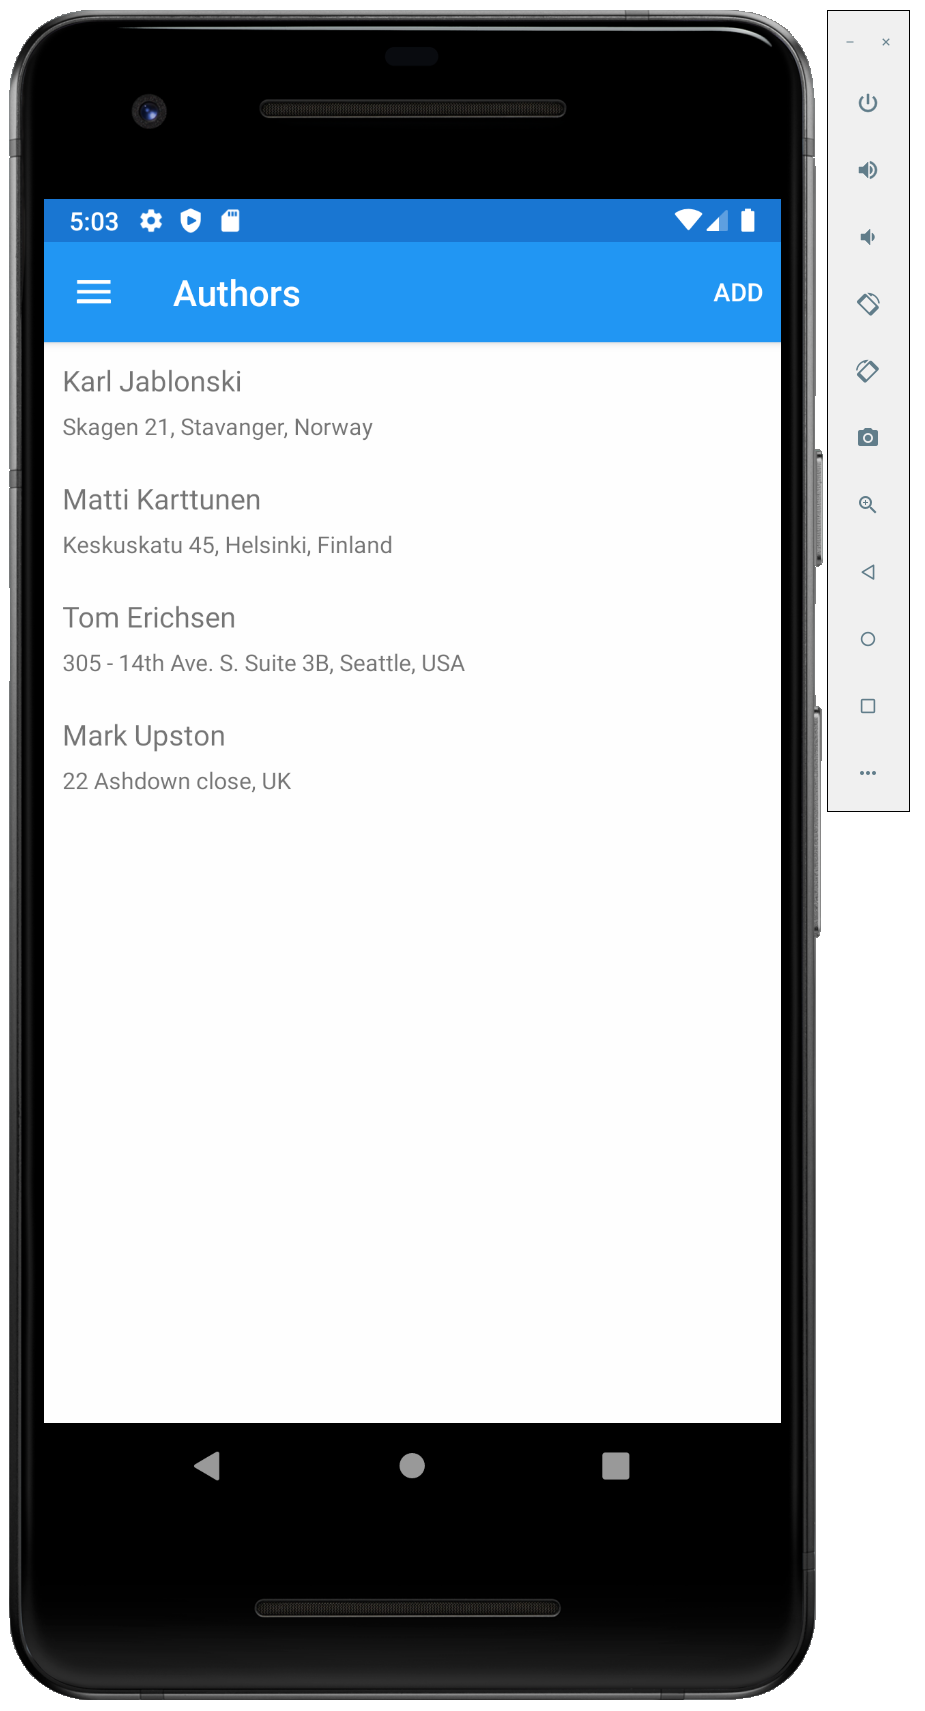 5:03
Authors
ADD
Karl Jablonski
Skagen 21, Stavanger, Norway
Matti Karttunen
Keskuskatu 45, Helsinki, Finland
Tom Erichsen
305 - 14th Ave. S. Suite 3B, Seattle, USA
Mark Upston
22 Ashdown close, UK